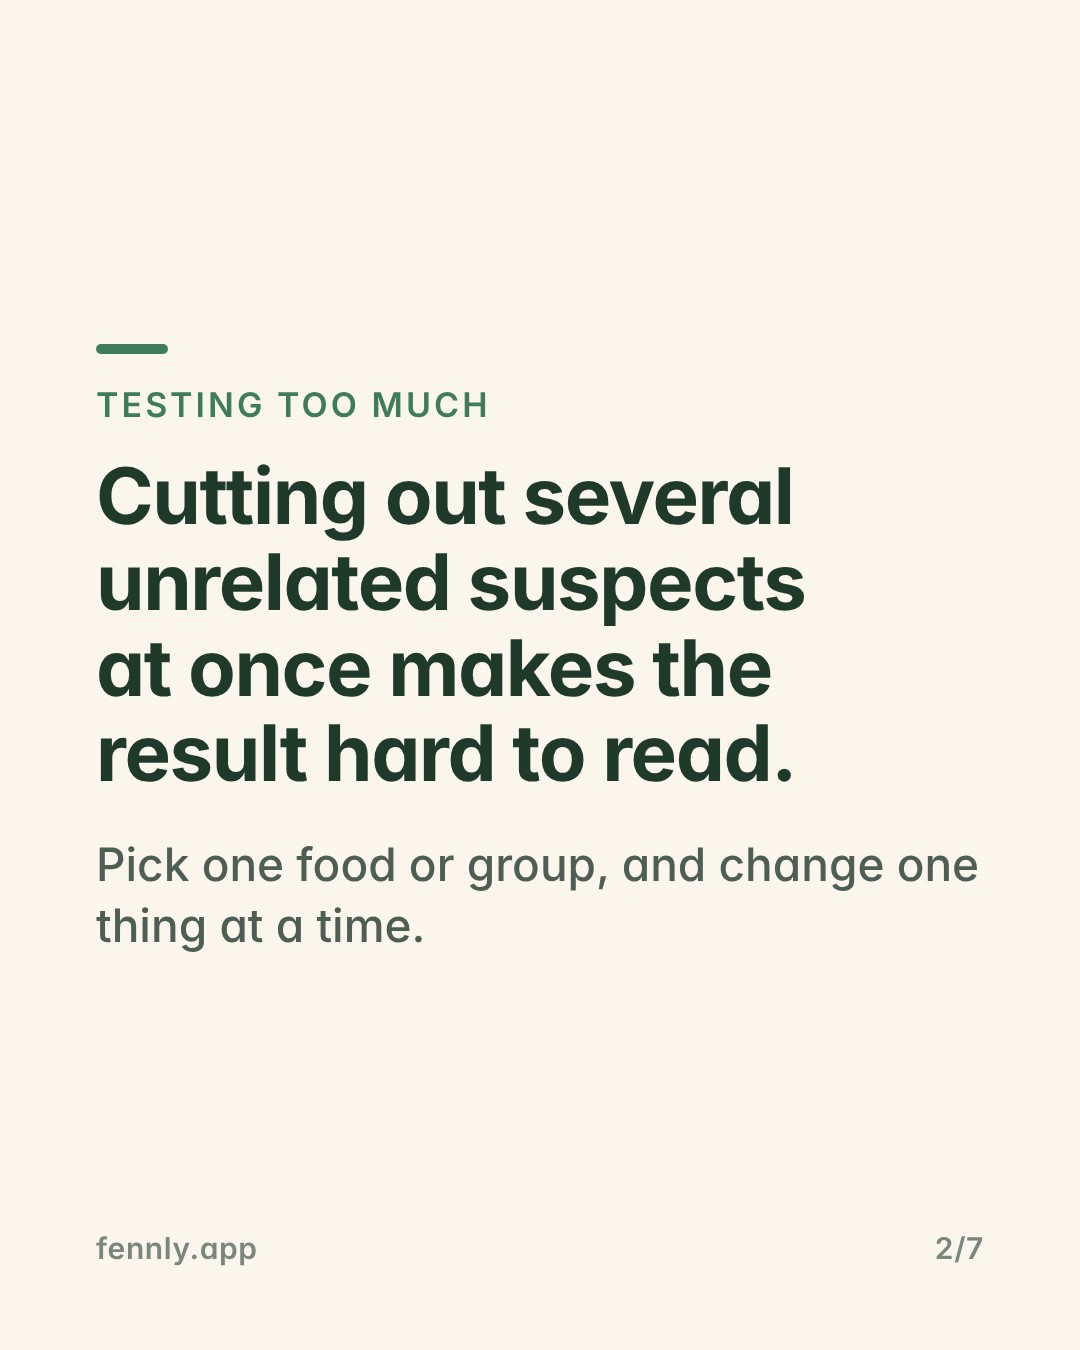 TESTING TOO MUCH
Cutting out several
unrelated suspects
at once makes the
result hard to read.
Pick one food or group, and change one
thing at a time.
fennly.app
2/7